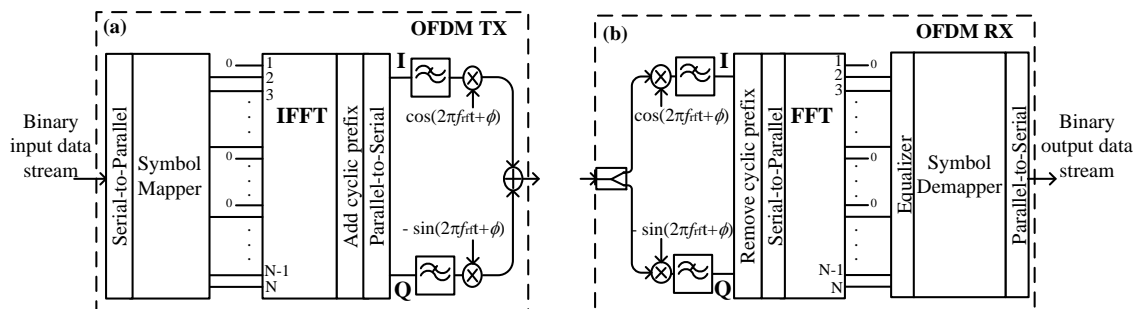 (a)
OFDM TX
Binary
input data
stream
Serial-to-Parallel
Symbol
Mapper
0
0
0
1
2
3
N-1
N
IFFT
Add cyclic prefix
Parallel-to-Serial
I
cos(2πfrft+ϕ)
- sin(2πfrft+ϕ)
Q
(b)
OFDM RX
I
cos(2πfrft+ϕ)
- sin(2πfrft+ϕ)
Q
Remove cyclic prefix
Serial-to-Parallel
FFT
1
2
3
N-1
N
0
0
0
Equalizer
Symbol
Demapper
Parallel-to-Serial
Binary
output data
stream